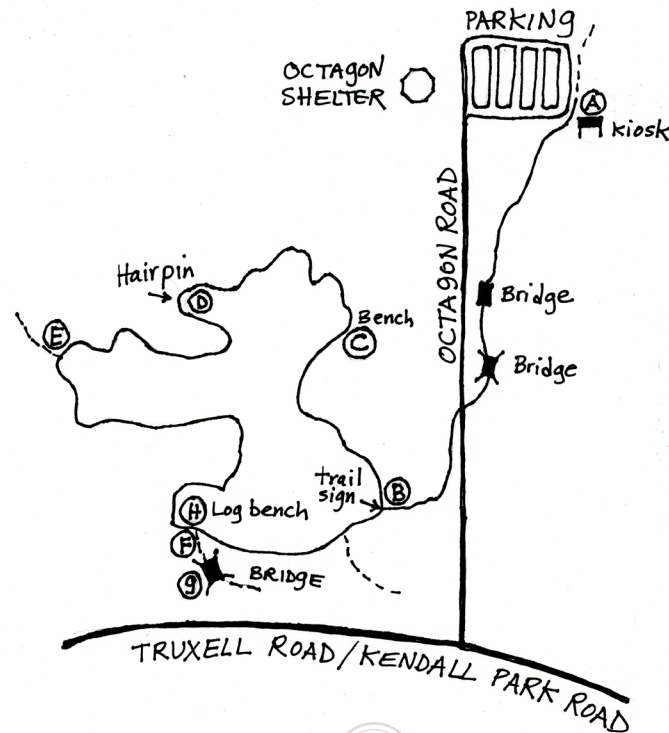 PARKING
OCTAGON
SHELTER
A
kiosk
OCTAGON ROAD
Hairpin
D
Bridge
Bench
C
E
Bridge
trail
sign
B
H
Log bench
F
g
BRIDGE
TRUXELL ROAD/KENDALL PARK ROAD